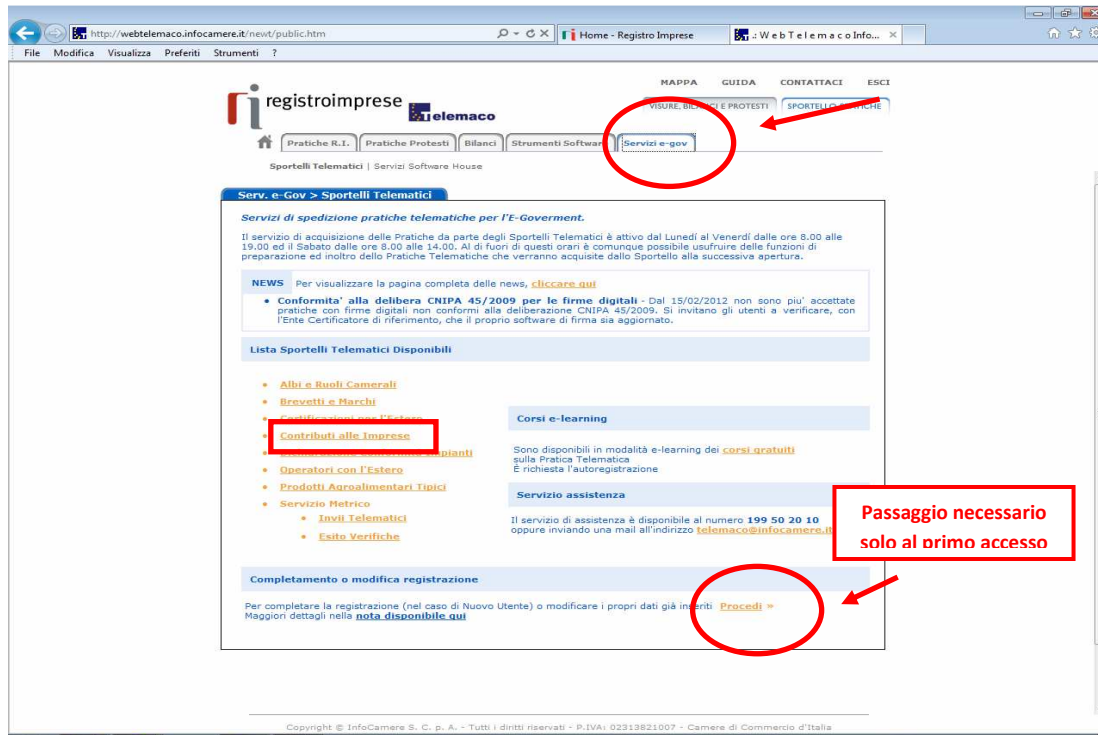 http://webtelemaco.infocamere.it/newt/public.htm
Home - Registro Imprese
.: W e b T e l e m a c o Info...
File Modifica Visualizza Preferiti Strumenti ?
MAPPA GUIDA CONTATTACI ESCI
registroimprese
Telemaco
VISURE, BILANCI E PROTESTI SPORTELLO PRATICHE
Pratiche R.I. Pratiche Protesti Bilanci Strumenti Software Servizi e-gov
Sportelli Telematici | Servizi Software House
Serv. e-Gov > Sportelli Telematici
Servizi di spedizione pratiche telematiche per l'E-Goverment.
Il servizio di acquisizione delle Pratiche da parte degli Sportelli Telematici è attivo dal Lunedí al Venerdí dalle ore 8.00 alle
19.00 ed il Sabato dalle ore 8.00 alle 14.00. Al di fuori di questi orari è comunque possibile usufruire delle funzioni di
preparazione ed inoltro dello Pratiche Telematiche che verranno acquisite dallo Sportello alla successiva apertura.
NEWS Per visualizzare la pagina completa delle news, cliccare qui
• Conformita' alla delibera CNIPA 45/2009 per le firme digitali - Dal 15/02/2012 non sono piu' accettate
pratiche con firme digitali non conformi alla deliberazione CNIPA 45/2009. Si invitano gli utenti a verificare, con
l'Ente Certificatore di riferimento, che il proprio software di firma sia aggiornato.
Lista Sportelli Telematici Disponibili
• Albi e Ruoli Camerali
• Brevetti e Marchi
• Certificazioni per l'Estero
• Contributi alle Imprese
• Dichiarazione Conformità Impianti
• Operatori con l'Estero
• Prodotti Agroalimentari Tipici
• Servizio Metrico
• Invii Telematici
• Esito Verifiche
Corsi e-learning
Sono disponibili in modalità e-learning dei corsi gratuiti
sulla Pratica Telematica
È richiesta l'autoregistrazione
Servizio assistenza
Il servizio di assistenza è disponibile al numero 199 50 20 10
oppure inviando una mail all'indirizzo telemaco@infocamere.it
Passaggio necessario
solo al primo accesso
Completamento o modifica registrazione
Per completare la registrazione (nel caso di Nuovo Utente) o modificare i propri dati già inseriti Procedi »
Maggiori dettagli nella nota disponibile qui
Copyright © InfoCamere S. C. p. A. - Tutti i diritti riservati - P.IVA: 02313821007 - Camere di Commercio d'Italia